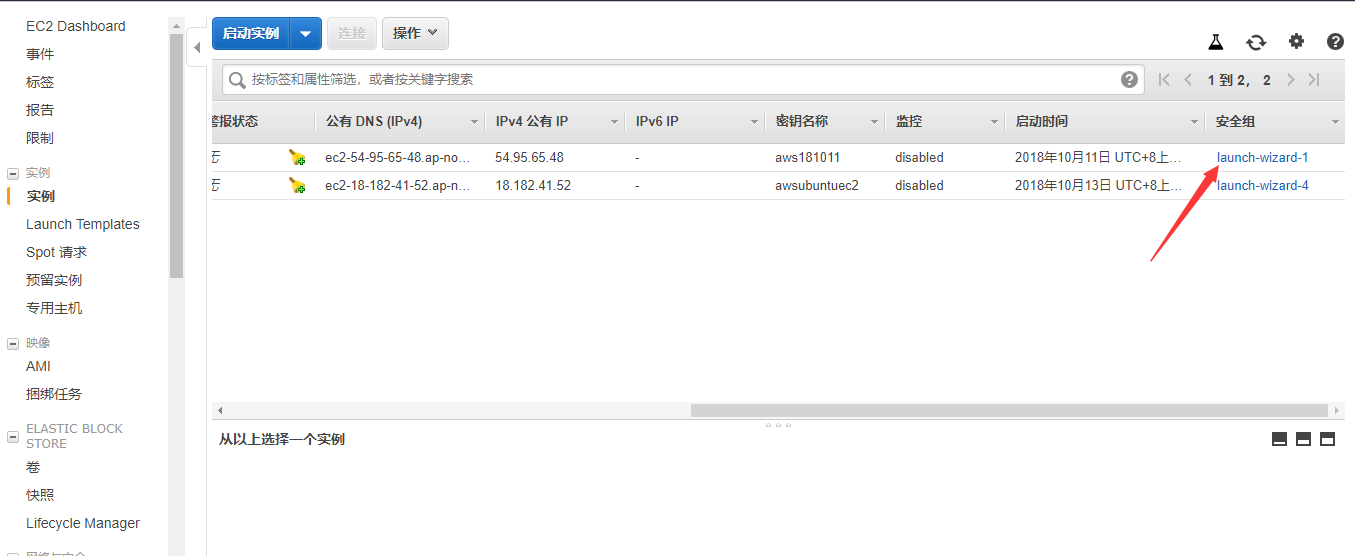 EC2 Dashboard
事件
标签
报告
限制
实例
实例
Launch Templates
Spot 请求
预留实例
专用主机
映像
AMI
捆绑任务
ELASTIC BLOCK
STORE
卷
快照
Lifecycle Manager
网络与安全
启动实例 连接 操作
按标签和属性筛选，或者按关键字搜索 1 到 2， 2
警报状态 公有 DNS (IPv4) IPv4 公有 IP IPv6 IP 密钥名称 监控 启动时间 安全组
ec2-54-95-65-48.ap-no... 54.95.65.48 - aws181011 disabled 2018年10月11日 UTC+8上... launch-wizard-1
ec2-18-182-41-52.ap-n... 18.182.41.52 - awsubuntuec2 disabled 2018年10月13日 UTC+8上... launch-wizard-4
从以上选择一个实例